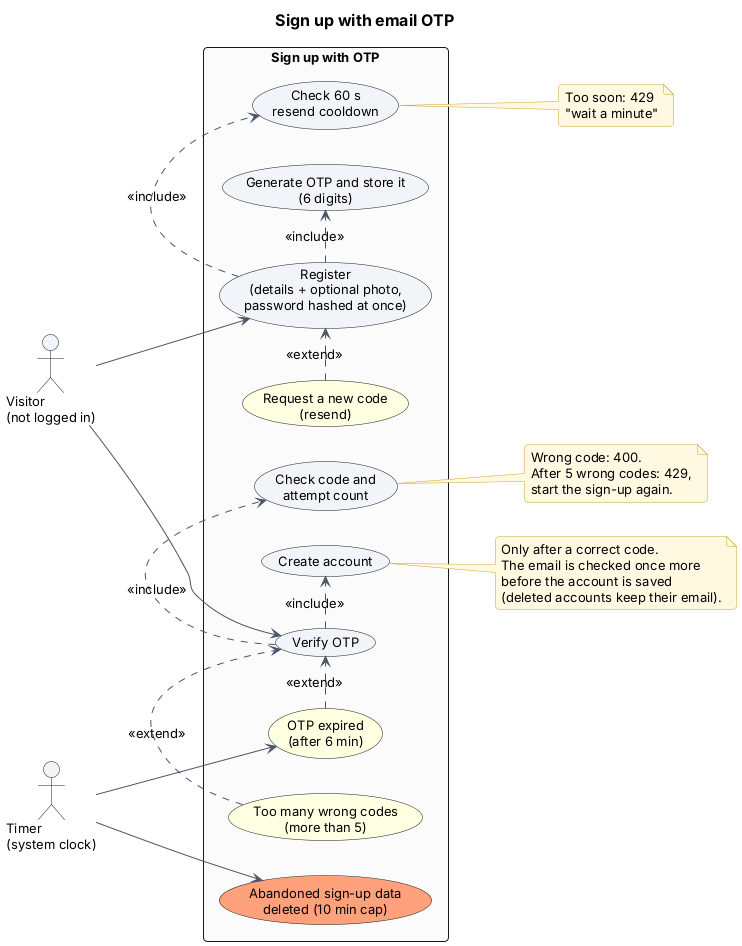 Sign up with email OTP
Sign up with OTP
Check 60 s
resend cooldown
Too soon: 429
"wait a minute"
Generate OTP and store it
(6 digits)
«include»
«include»
Register
(details + optional photo,
password hashed at once)
«extend»
Visitor
(not logged in)
Request a new code
(resend)
Check code and
attempt count
Wrong code: 400.
After 5 wrong codes: 429,
start the sign-up again.
Create account
Only after a correct code.
The email is checked once more
before the account is saved
(deleted accounts keep their email).
«include»
«include»
Verify OTP
«extend»
OTP expired
(after 6 min)
«extend»
Timer
(system clock)
Too many wrong codes
(more than 5)
Abandoned sign-up data
deleted (10 min cap)